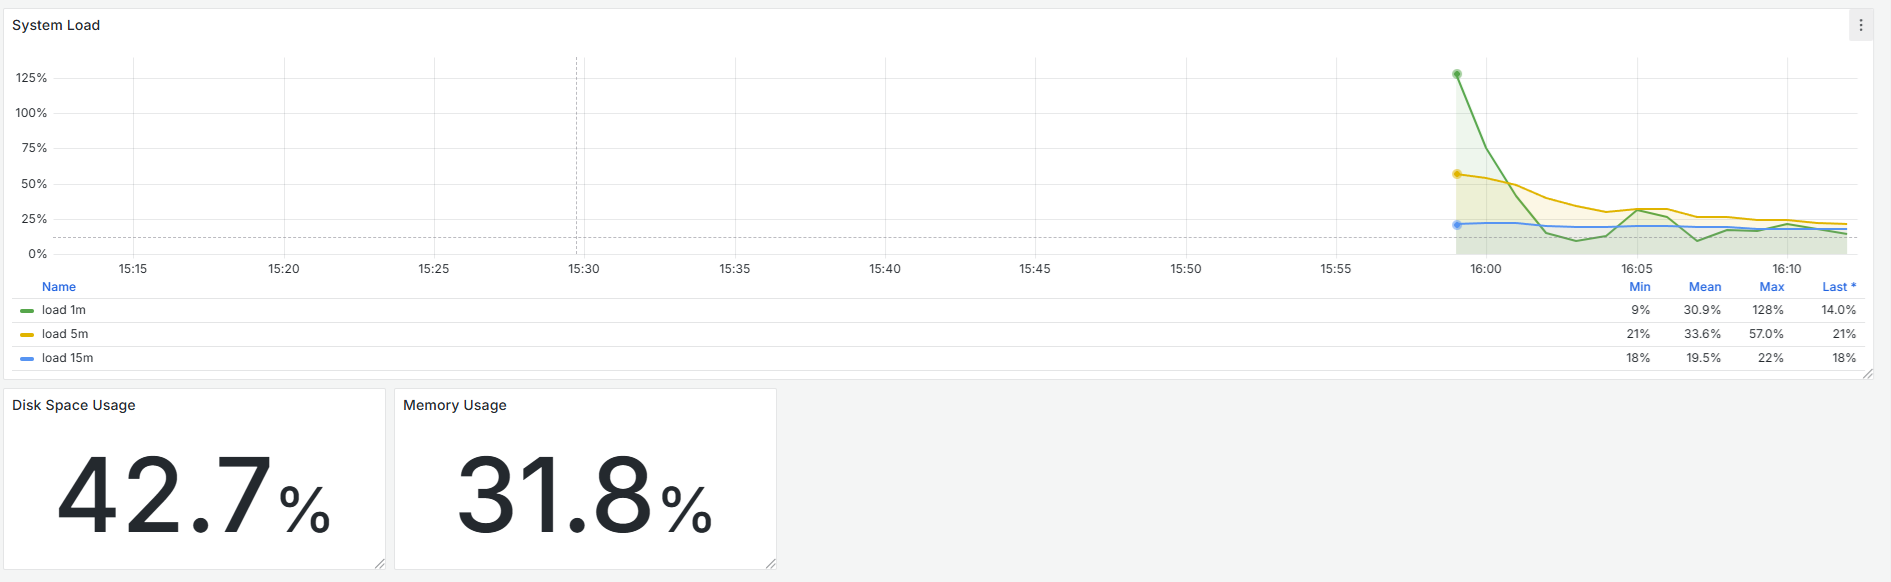 System Load
125%
100%
75%
50%
25%
0%
15:15 15:20 15:25 15:30 15:35 15:40 15:45 15:50 15:55 16:00 16:05 16:10
Name Min Mean Max Last *
load 1m 9% 30.9% 128% 14.0%
load 5m 21% 33.6% 57.0% 21%
load 15m 18% 19.5% 22% 18%
Disk Space Usage Memory Usage
42.7% 31.8%